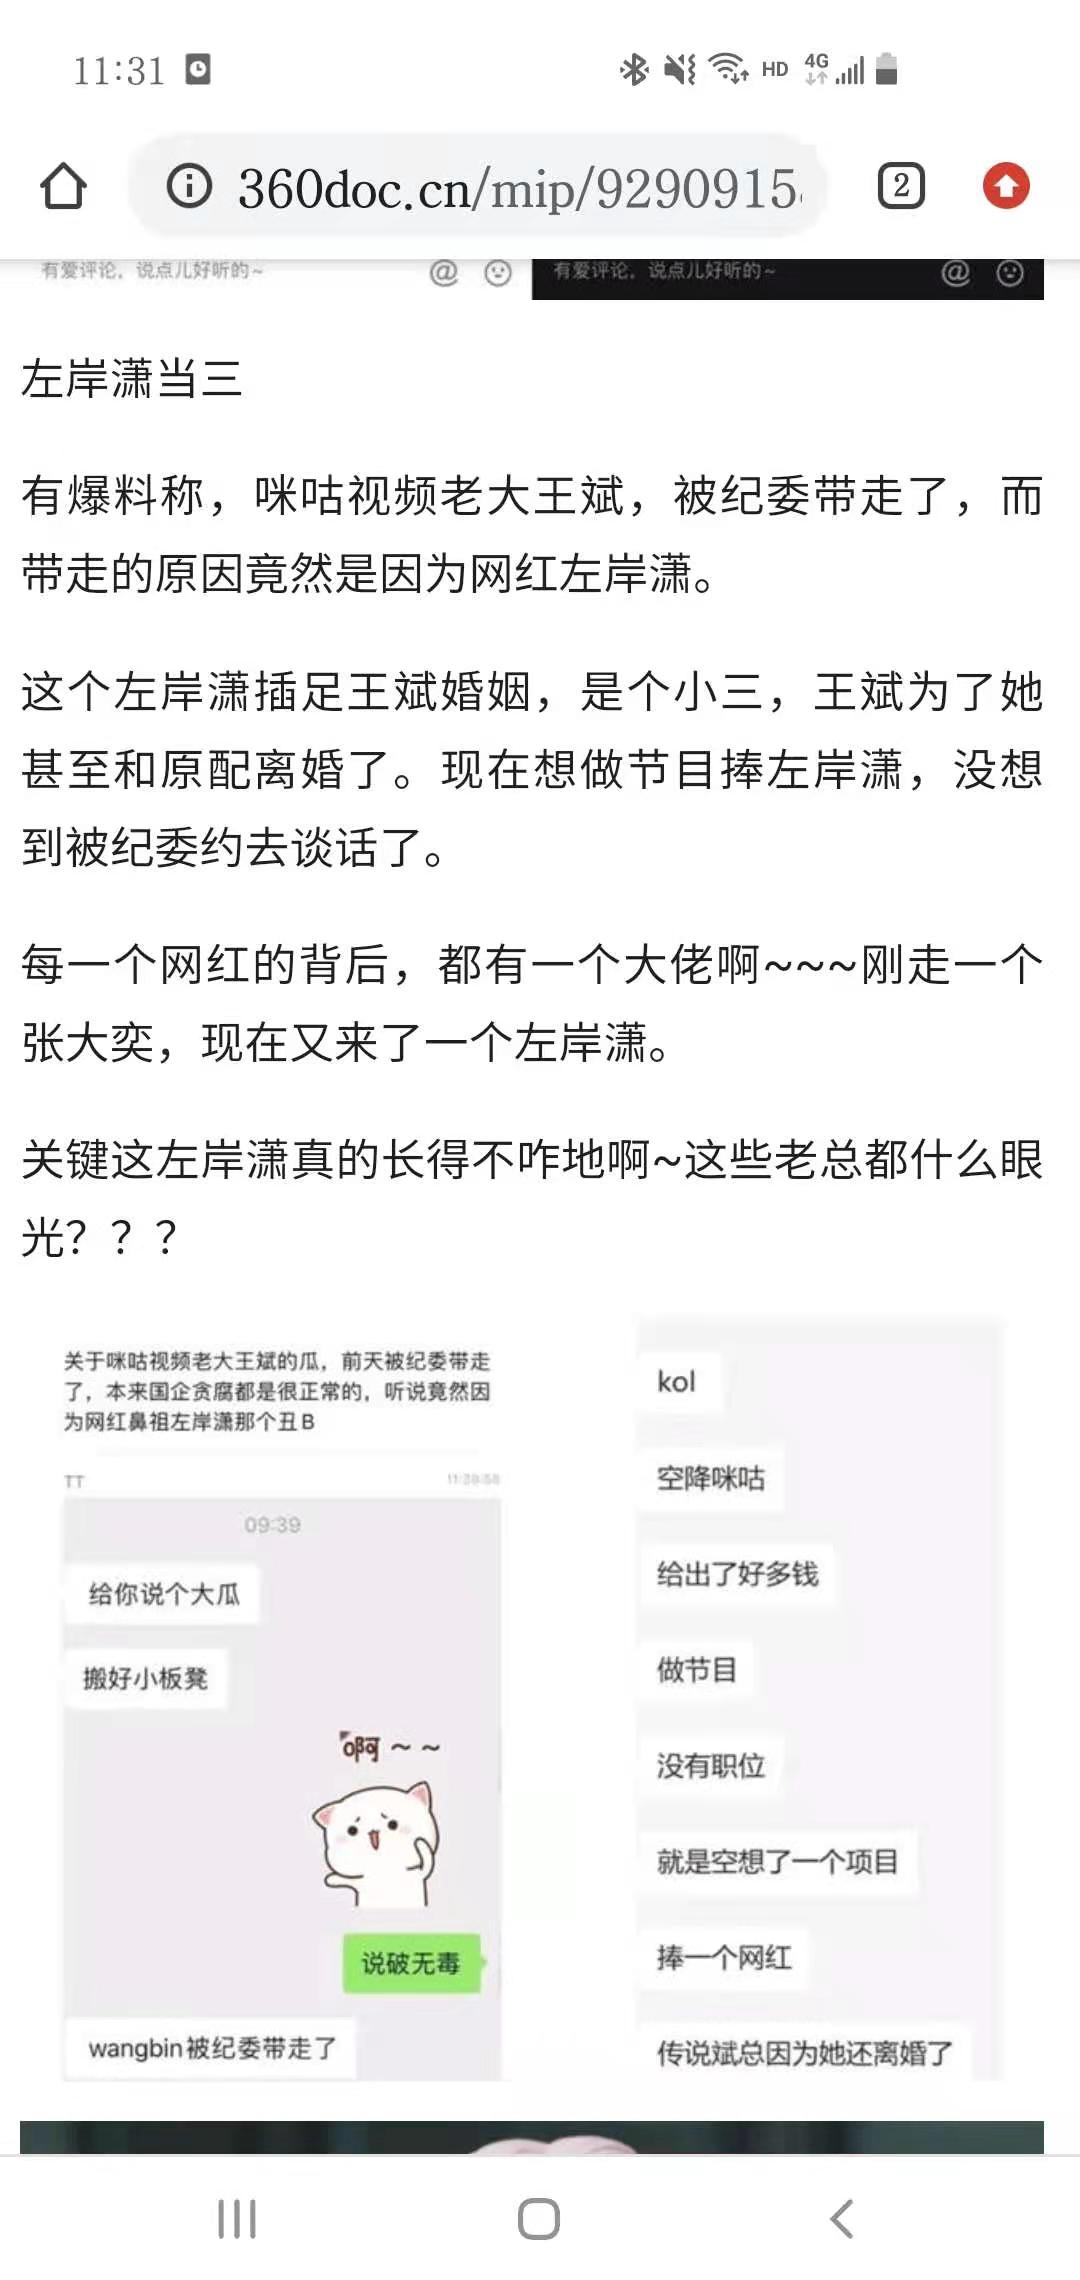 11:31
HD 4G
360doc.cn/mip/9290915
2
有爱评论，说点儿好听的~
有爱评论，说点儿好听的~
左岸潇当三
有爆料称，咪咕视频老大王斌，被纪委带走了，而
带走的原因竟然是因为网红左岸潇。
这个左岸潇插足王斌婚姻，是个小三，王斌为了她
甚至和原配离婚了。现在想做节目捧左岸潇，没想
到被纪委约去谈话了。
每一个网红的背后，都有一个大佬啊~~~刚走一个
张大奕，现在又来了一个左岸潇。
关键这左岸潇真的长得不咋地啊~这些老总都什么眼
光？？？
关于咪咕视频老大王斌的瓜，前天被纪委带走
了，本来国企贪腐都是很正常的，听说竟然因
为网红鼻祖左岸潇那个丑B
TT
11:39:58
09:39
给你说个大瓜
搬好小板凳
啊~~
说破无毒
wangbin被纪委带走了
kol
空降咪咕
给出了好多钱
做节目
没有职位
就是空想了一个项目
捧一个网红
传说斌总因为她还离婚了